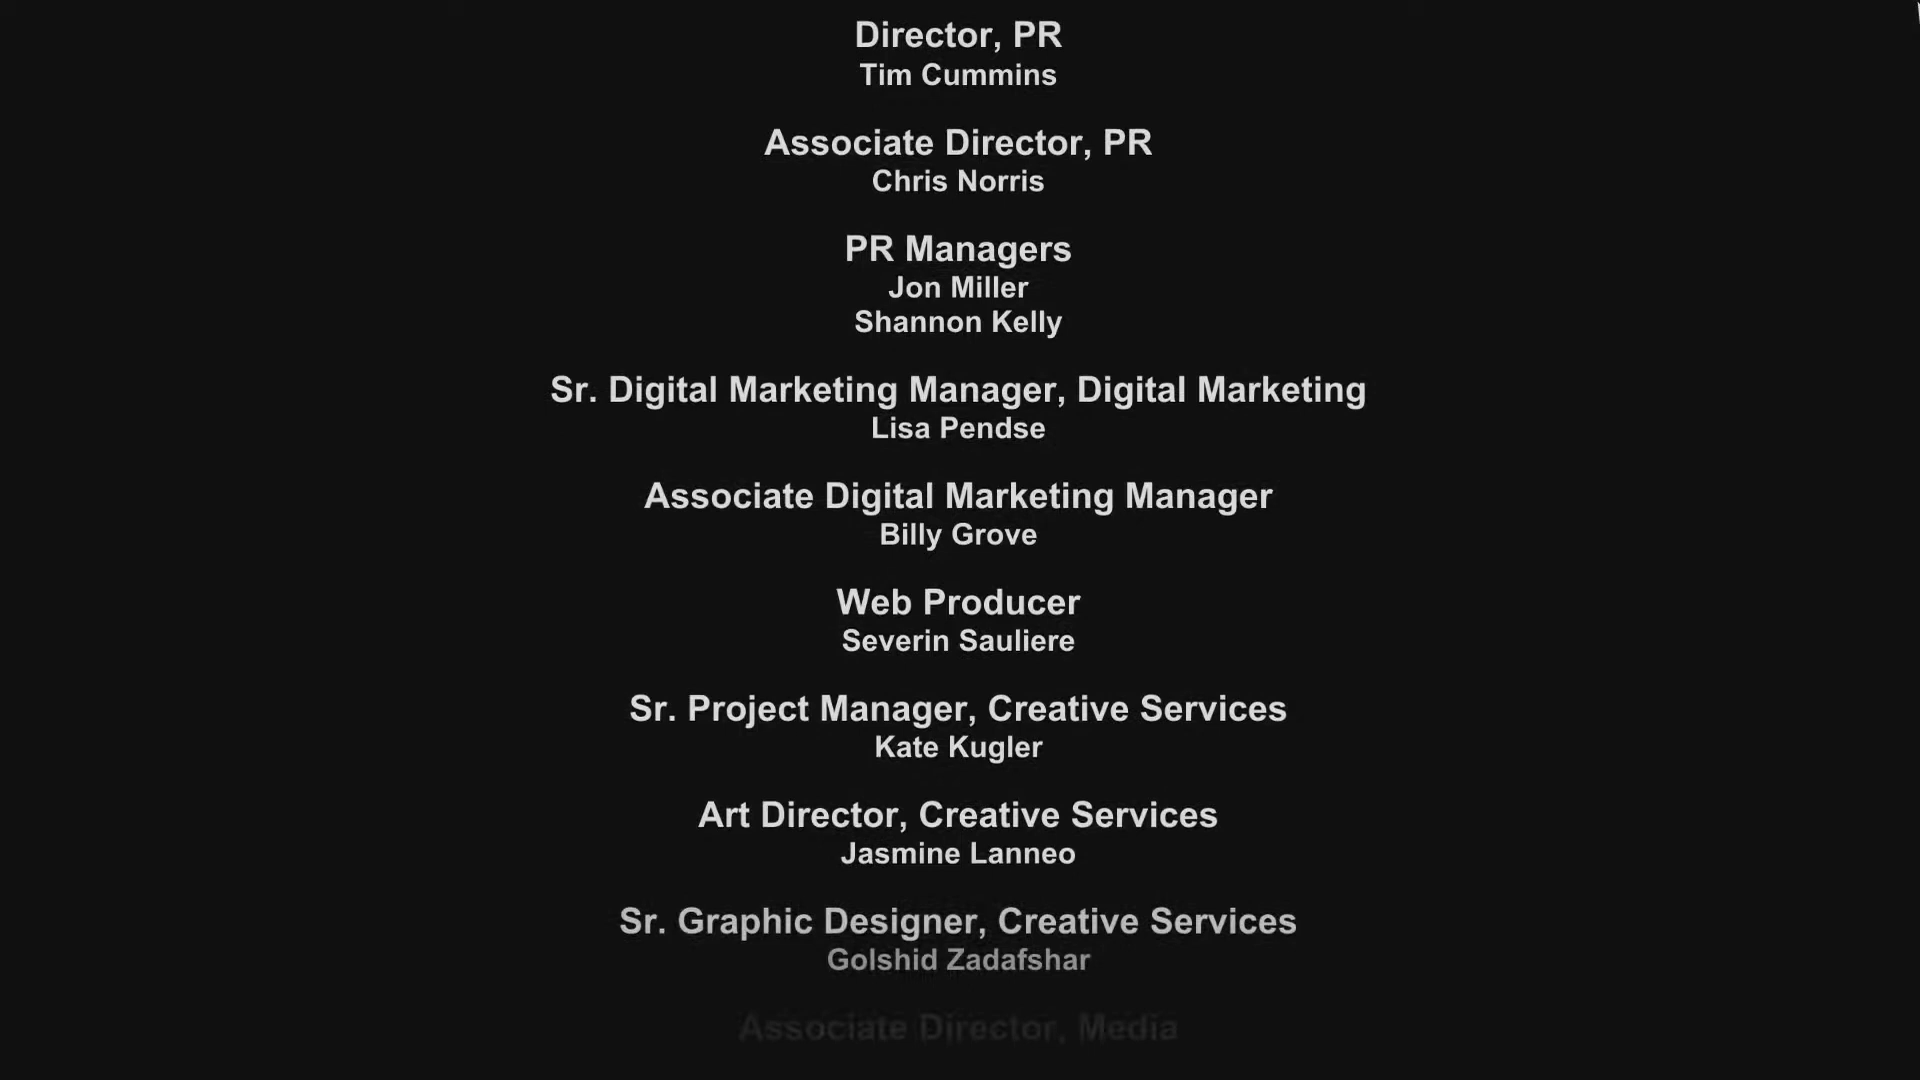 Director, PR
Tim Cummins
Associate Director, PR
Chris Norris
PR Managers
Jon Miller
Shannon Kelly
Sr. Digital Marketing Manager, Digital Marketing
Lisa Pendse
Associate Digital Marketing Manager
Billy Grove
Web Producer
Severin Sauliere
Sr. Project Manager, Creative Services
Kate Kugler
Art Director, Creative Services
Jasmine Lanneo
Sr. Graphic Designer, Creative Services
Golshid Zadafshar
Associate Director, Media